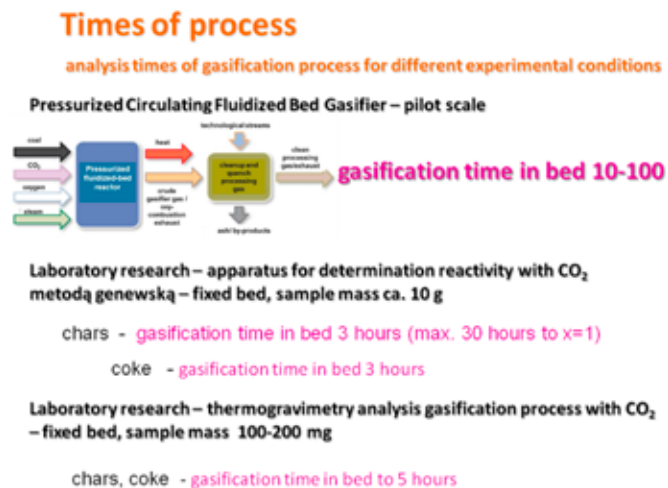 Times of process
analysis times of gasification process for different experimental conditions
Pressurized Circulating Fluidized Bed Gasifier – pilot scale
technological streams
coal
CO₂
oxygen
steam
Pressurized
fluidized-bed
reactor
heat
crude
gasifier gas /
oxy-
combustion
exhaust
cleanup and
quench
processing
gas
clean
processing
gas/exhaust
ash/ by-products
gasification time in bed 10-100
Laboratory research – apparatus for determination reactivity with CO₂
metodą genewską – fixed bed, sample mass ca. 10 g
chars - gasification time in bed 3 hours (max. 30 hours to x=1)
coke - gasification time in bed 3 hours
Laboratory research – thermogravimetry analysis gasification process with CO₂
– fixed bed, sample mass 100-200 mg
chars, coke - gasification time in bed to 5 hours